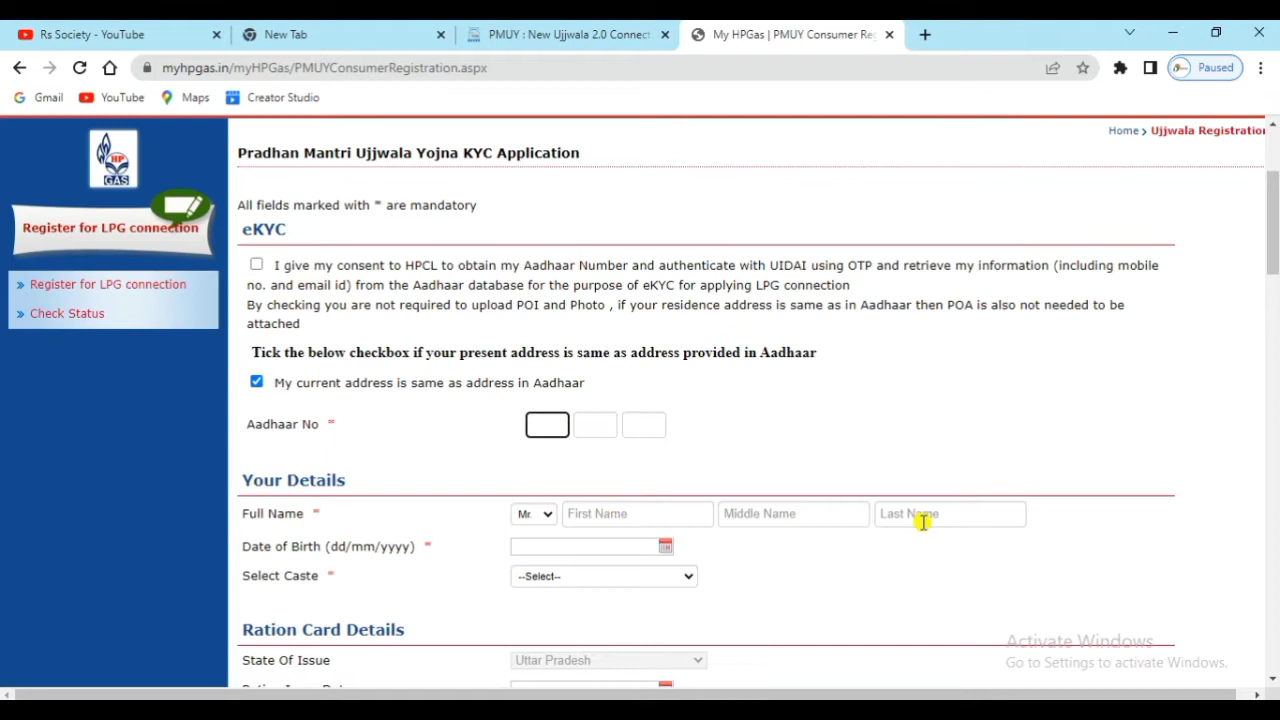 Rs Society - YouTube
New Tab
PMUY : New Ujjwala 2.0 Connect
My HPGas | PMUY Consumer Re
myhpgas.in/myHPGas/PMUYConsumerRegistration.aspx
Paused
Gmail
YouTube
Maps
Creator Studio
Home > Ujjwala Registration
HP
GAS
Register for LPG connection
» Register for LPG connection
» Check Status
Pradhan Mantri Ujjwala Yojna KYC Application
All fields marked with * are mandatory
eKYC
I give my consent to HPCL to obtain my Aadhaar Number and authenticate with UIDAI using OTP and retrieve my information (including mobile
no. and email id) from the Aadhaar database for the purpose of eKYC for applying LPG connection
By checking you are not required to upload POI and Photo , if your residence address is same as in Aadhaar then POA is also not needed to be
attached
Tick the below checkbox if your present address is same as address provided in Aadhaar
My current address is same as address in Aadhaar
Aadhaar No *
Your Details
Full Name * Mr. First Name Middle Name Last Name
Date of Birth (dd/mm/yyyy) *
Select Caste * --Select--
Ration Card Details
State Of Issue Uttar Pradesh
Activate Windows
Go to Settings to activate Windows.